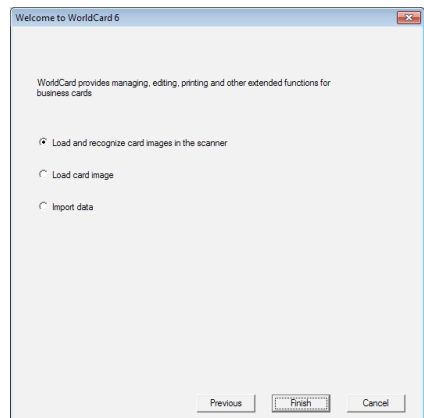 Welcome to WorldCard 6
WorldCard provides managing, editing, printing and other extended functions for
business cards
Load and recognize card images in the scanner
Load card image
Import data
Previous
Finish
Cancel